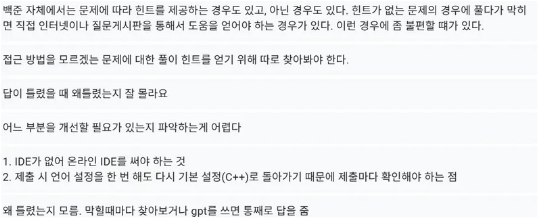 백준 자체에서는 문제에 따라 힌트를 제공하는 경우도 있고, 아닌 경우도 있다. 힌트가 없는 문제의 경우에 풀다가 막히
면 직접 인터넷이나 질문게시판을 통해서 도움을 얻어야 하는 경우가 있다. 이런 경우에 좀 불편할 떄가 있다.
접근 방법을 모르겠는 문제에 대한 풀이 힌트를 얻기 위해 따로 찾아봐야 한다.
답이 틀렸을 때 왜틀렸는지 잘 몰라요
어느 부분을 개선할 필요가 있는지 파악하는게 어렵다
1. IDE가 없어 온라인 IDE를 써야 하는 것
2. 제출 시 언어 설정을 한 번 해도 다시 기본 설정(C++)로 돌아가기 때문에 제출마다 확인해야 하는 점
왜 틀렸는지 모름. 막힐때마다 찾아보거나 gpt를 쓰면 통째로 답을 줌